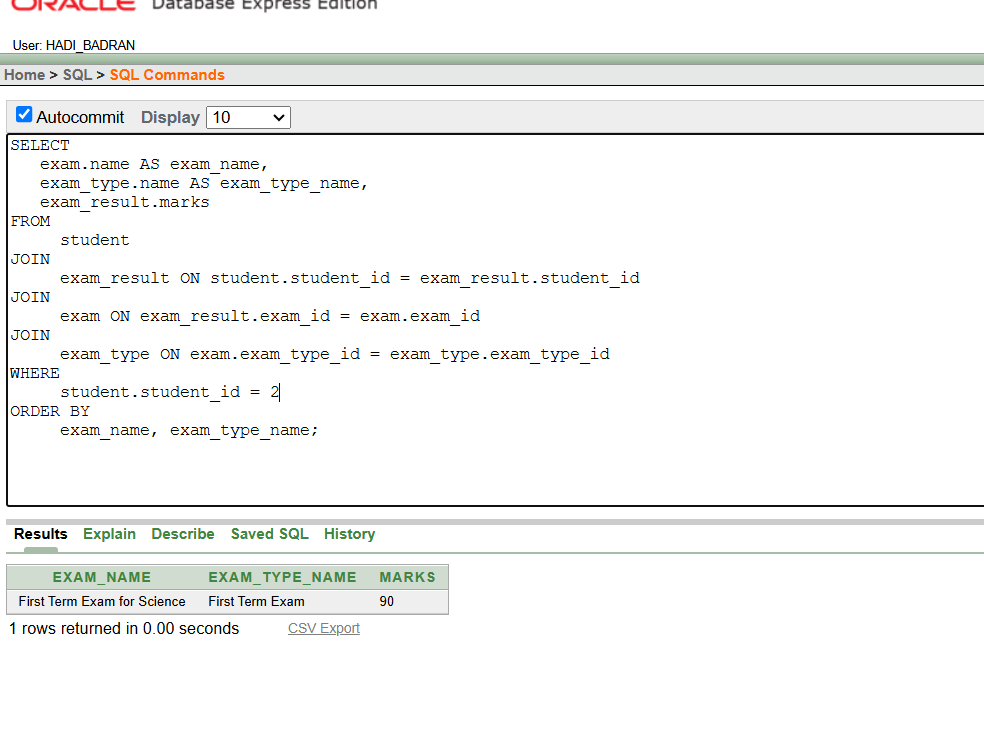 ORACLE Database Express Edition
User: HADI_BADRAN
Home > SQL > SQL Commands
Autocommit Display 10
SELECT
exam.name AS exam_name,
exam_type.name AS exam_type_name,
exam_result.marks
FROM
student
JOIN
exam_result ON student.student_id = exam_result.student_id
JOIN
exam ON exam_result.exam_id = exam.exam_id
JOIN
exam_type ON exam.exam_type_id = exam_type.exam_type_id
WHERE
student.student_id = 2
ORDER BY
exam_name, exam_type_name;
Results Explain Describe Saved SQL History
EXAM_NAME EXAM_TYPE_NAME MARKS
First Term Exam for Science First Term Exam 90
1 rows returned in 0.00 seconds CSV Export